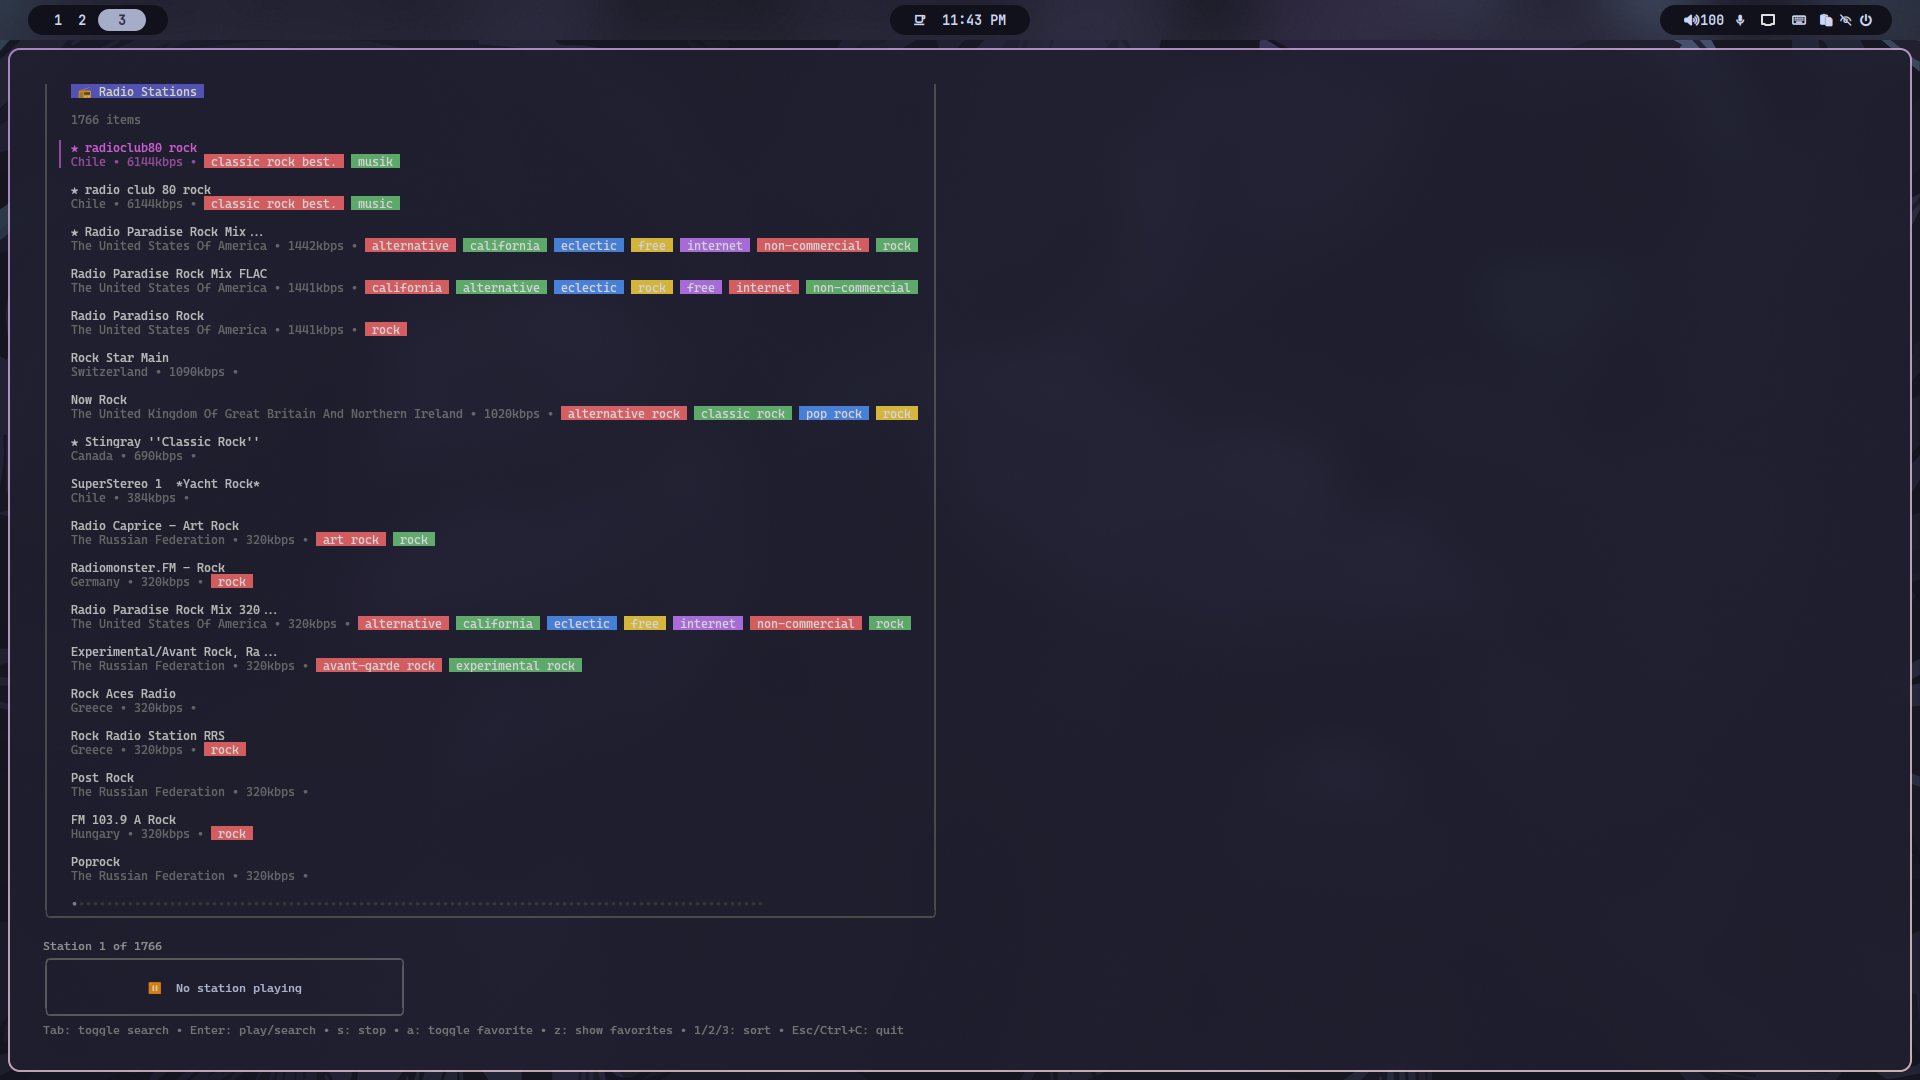 1 2 3
11:43 PM
100
Radio Stations
1766 items
★ radioclub80 rock
Chile • 6144kbps • classic rock best. musik
★ radio club 80 rock
Chile • 6144kbps • classic rock best. music
★ Radio Paradise Rock Mix...
The United States Of America • 1442kbps • alternative california eclectic free internet non-commercial rock
Radio Paradise Rock Mix FLAC
The United States Of America • 1441kbps • california alternative eclectic rock free internet non-commercial
Radio Paradiso Rock
The United States Of America • 1441kbps • rock
Rock Star Main
Switzerland • 1090kbps •
Now Rock
The United Kingdom Of Great Britain And Northern Ireland • 1020kbps • alternative rock classic rock pop rock rock
★ Stingray ''Classic Rock''
Canada • 690kbps •
SuperStereo 1  *Yacht Rock*
Chile • 384kbps •
Radio Caprice - Art Rock
The Russian Federation • 320kbps • art rock rock
Radiomonster.FM - Rock
Germany • 320kbps • rock
Radio Paradise Rock Mix 320...
The United States Of America • 320kbps • alternative california eclectic free internet non-commercial rock
Experimental/Avant Rock, Ra...
The Russian Federation • 320kbps • avant-garde rock experimental rock
Rock Aces Radio
Greece • 320kbps •
Rock Radio Station RRS
Greece • 320kbps • rock
Post Rock
The Russian Federation • 320kbps •
FM 103.9 A Rock
Hungary • 320kbps • rock
Poprock
The Russian Federation • 320kbps •
Station 1 of 1766
No station playing
Tab: toggle search • Enter: play/search • s: stop • a: toggle favorite • z: show favorites • 1/2/3: sort • Esc/Ctrl+C: quit